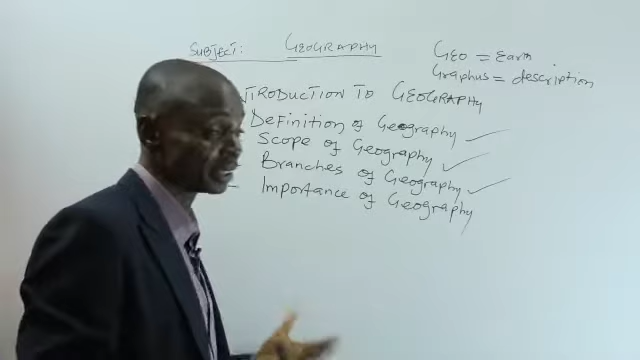 SUBJECT: GEOGRAPHY
GEO = Earth
Graphus = description
NTRODUCTION TO GEOGRAPHY
Definition of Geography
Scope of Geography
Branches of Geography
Importance of Geography